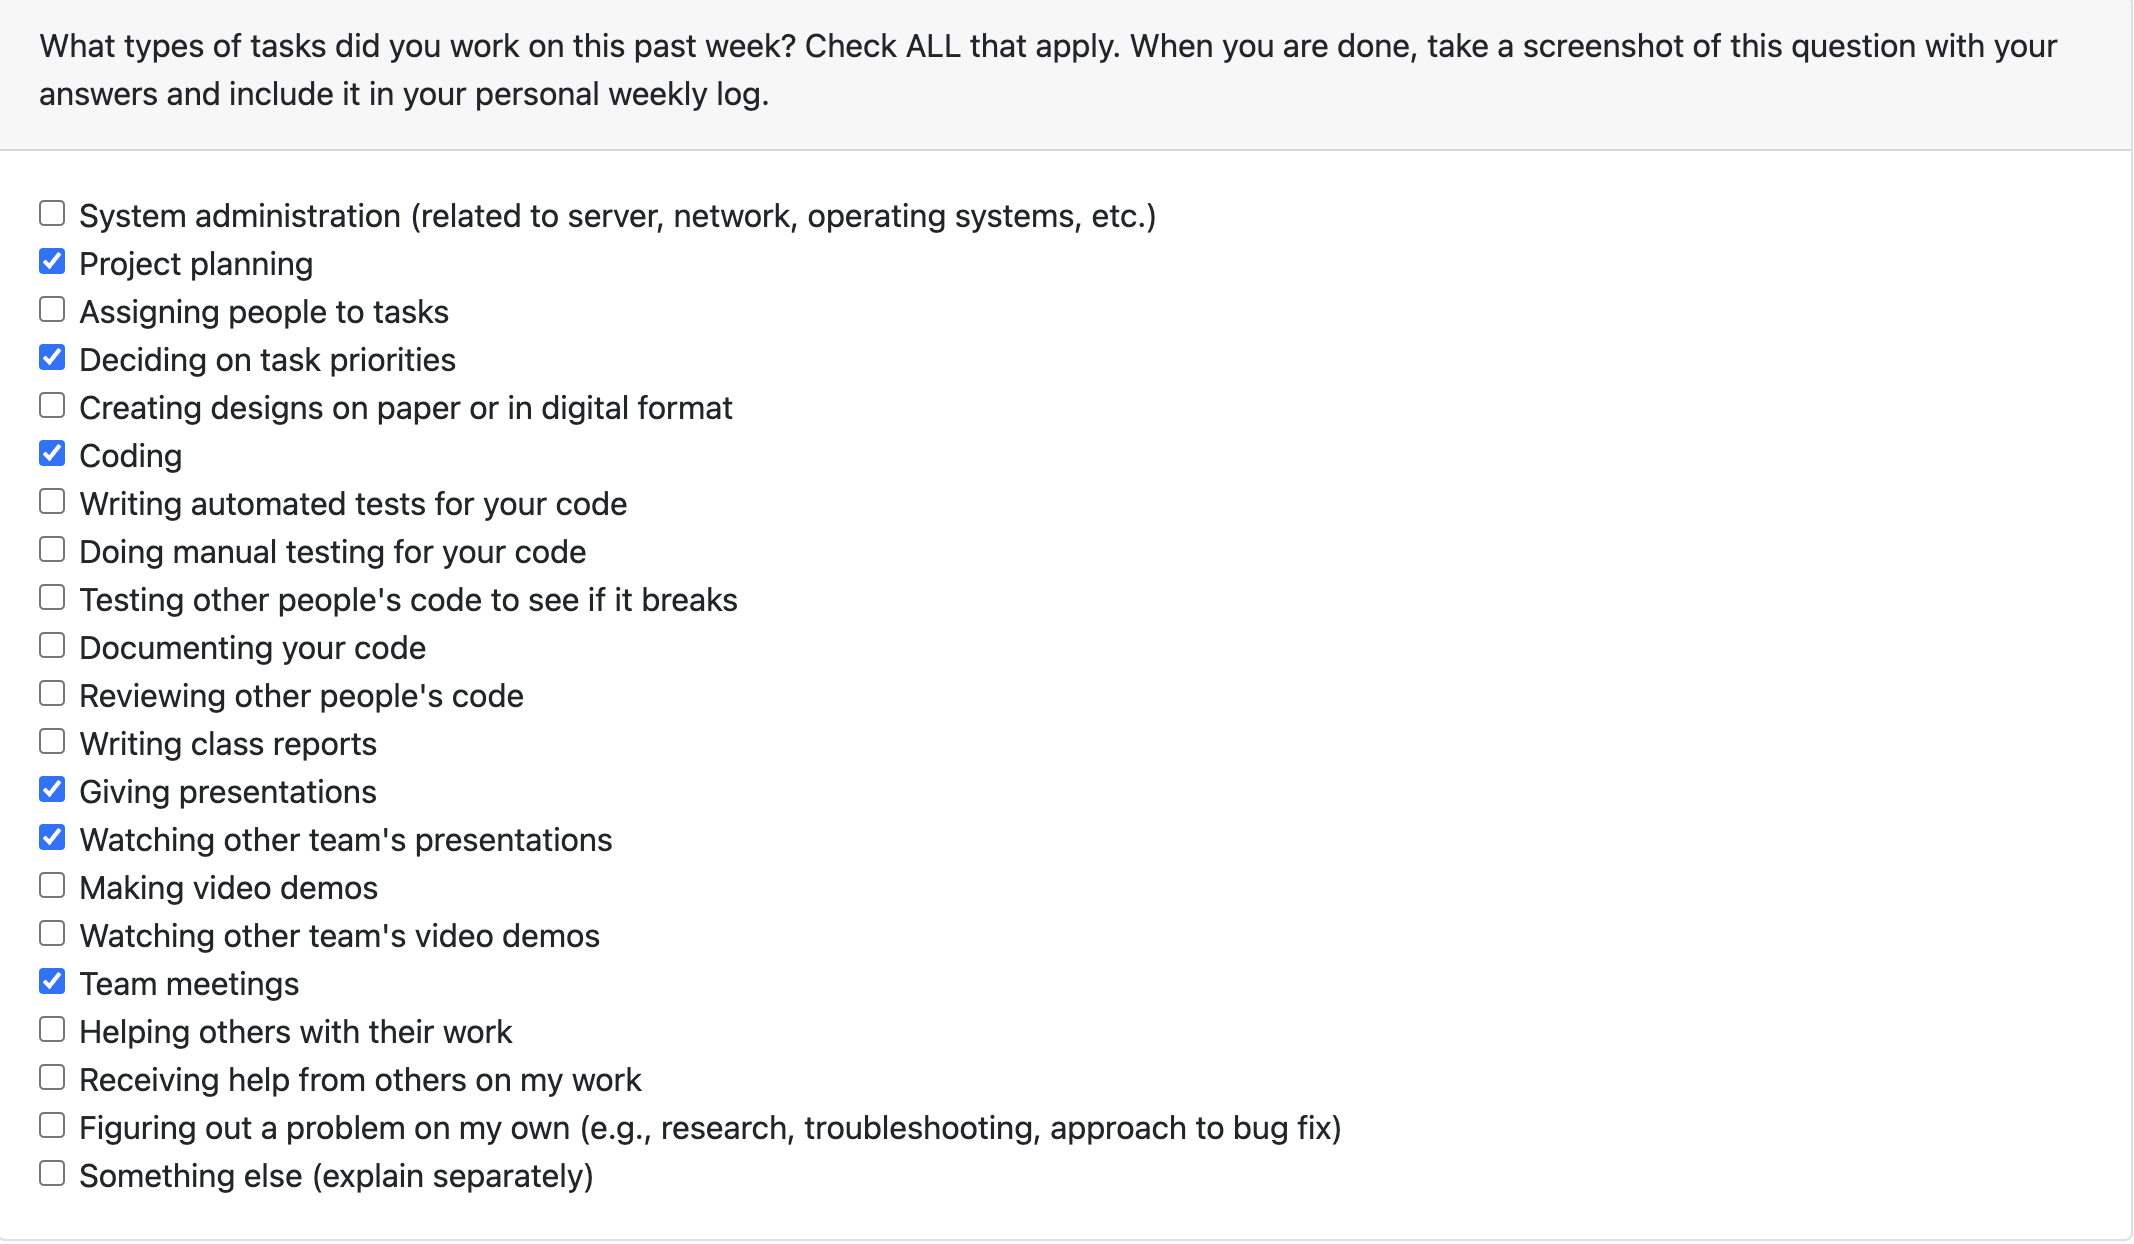 What types of tasks did you work on this past week? Check ALL that apply. When you are done, take a screenshot of this question with your
answers and include it in your personal weekly log.
System administration (related to server, network, operating systems, etc.)
Project planning
Assigning people to tasks
Deciding on task priorities
Creating designs on paper or in digital format
Coding
Writing automated tests for your code
Doing manual testing for your code
Testing other people's code to see if it breaks
Documenting your code
Reviewing other people's code
Writing class reports
Giving presentations
Watching other team's presentations
Making video demos
Watching other team's video demos
Team meetings
Helping others with their work
Receiving help from others on my work
Figuring out a problem on my own (e.g., research, troubleshooting, approach to bug fix)
Something else (explain separately)